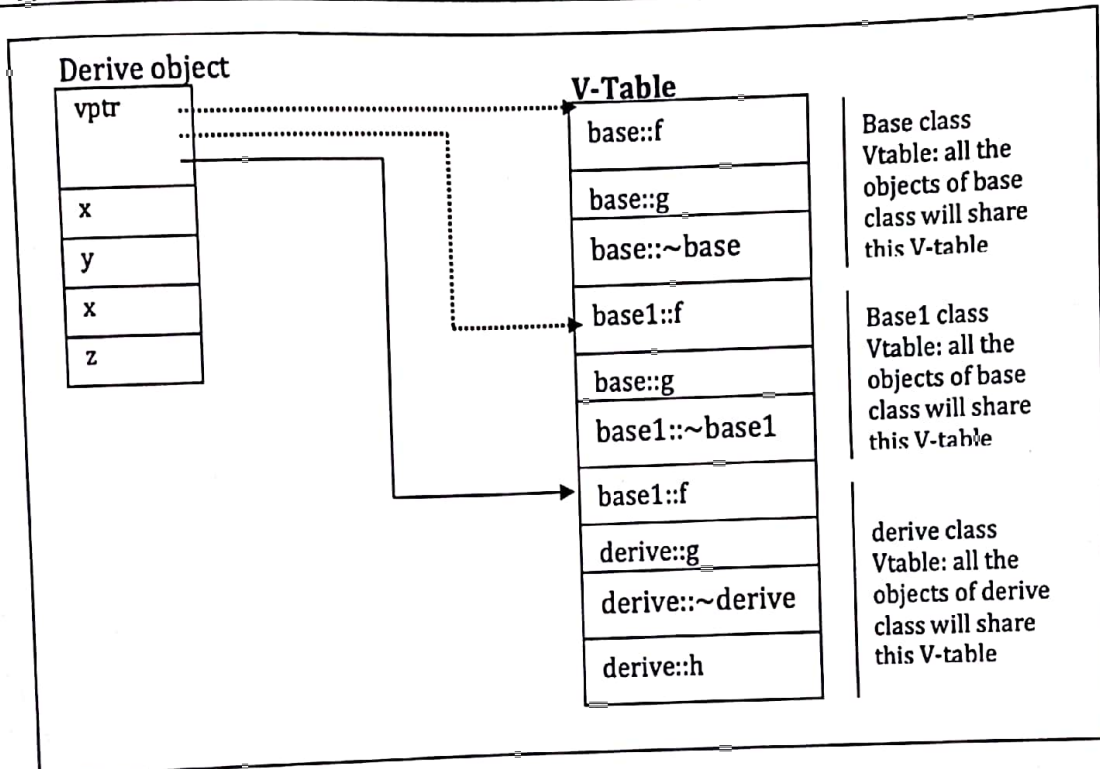 Derive object
vptr
x
y
x
z
V-Table
base::f
base::g
base::~base
base1::f
base::g
base1::~base1
base1::f
derive::g
derive::~derive
derive::h
Base class
Vtable: all the
objects of base
class will share
this V-table
Base1 class
Vtable: all the
objects of base
class will share
this V-table
derive class
Vtable: all the
objects of derive
class will share
this V-table